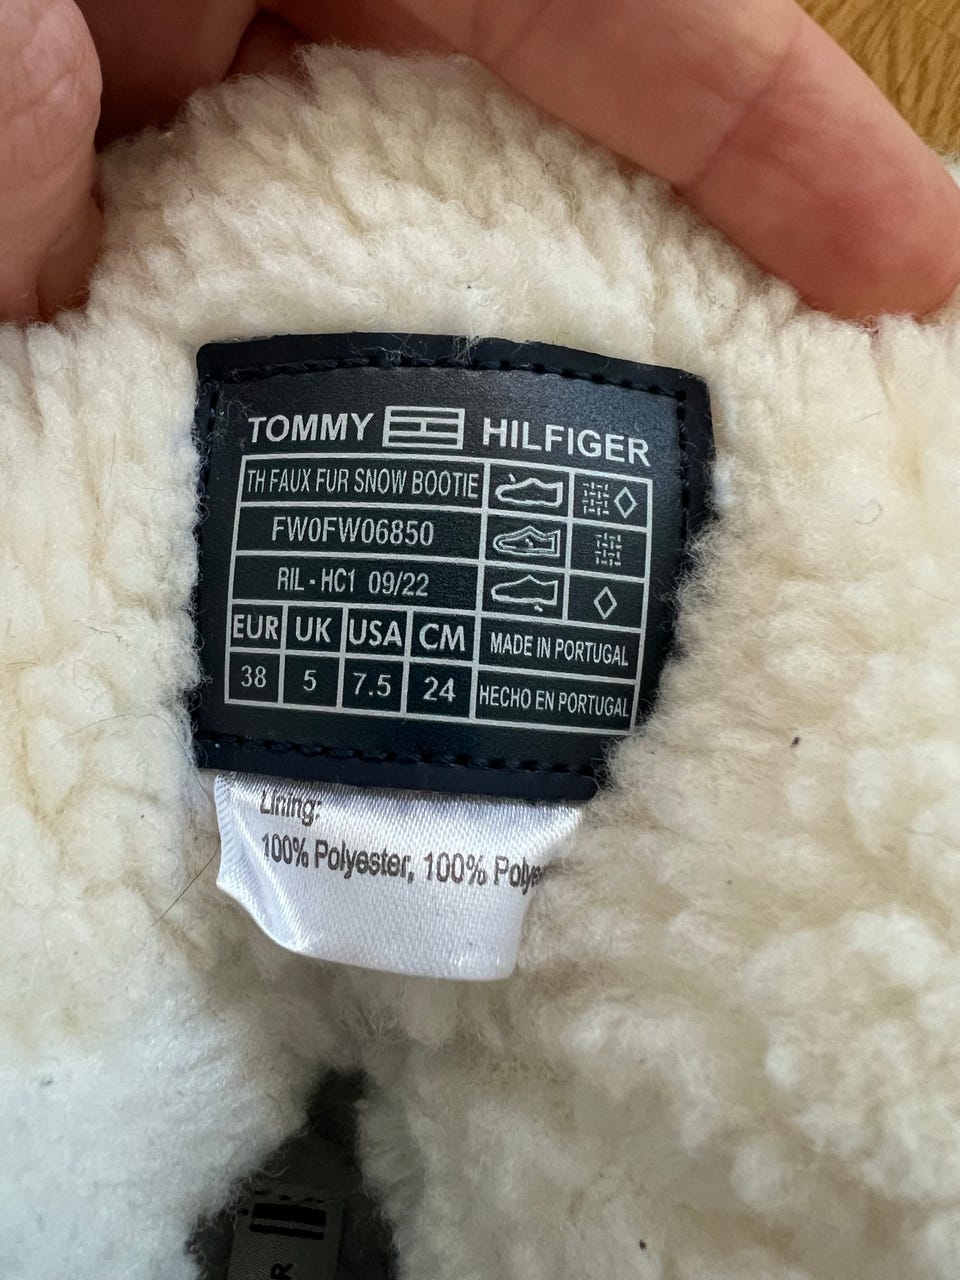 TOMMY HILFIGER
TH FAUX FUR SNOW BOOTIE
FW0FW06850
RIL - HC1 09/22
EUR UK USA CM
38 5 7.5 24
MADE IN PORTUGAL
HECHO EN PORTUGAL
Lining:
100% Polyester, 100%